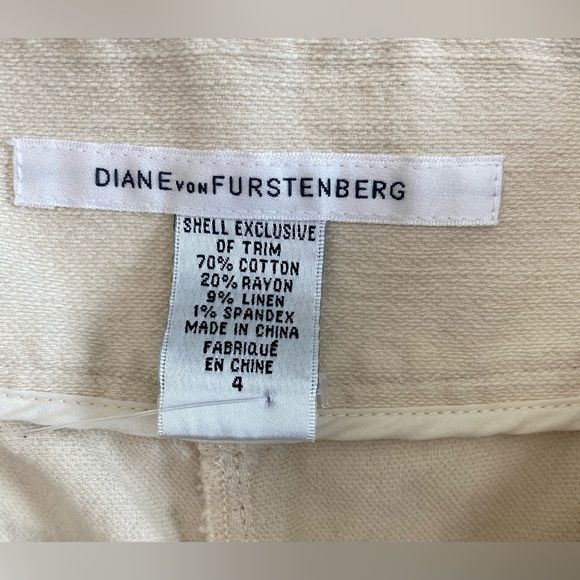 DIANE VON FURSTENBERG
SHELL EXCLUSIVE
OF TRIM
70% COTTON
20% RAYON
9% LINEN
1% SPANDEX
MADE IN CHINA
FABRIQUÉ
EN CHINE
4